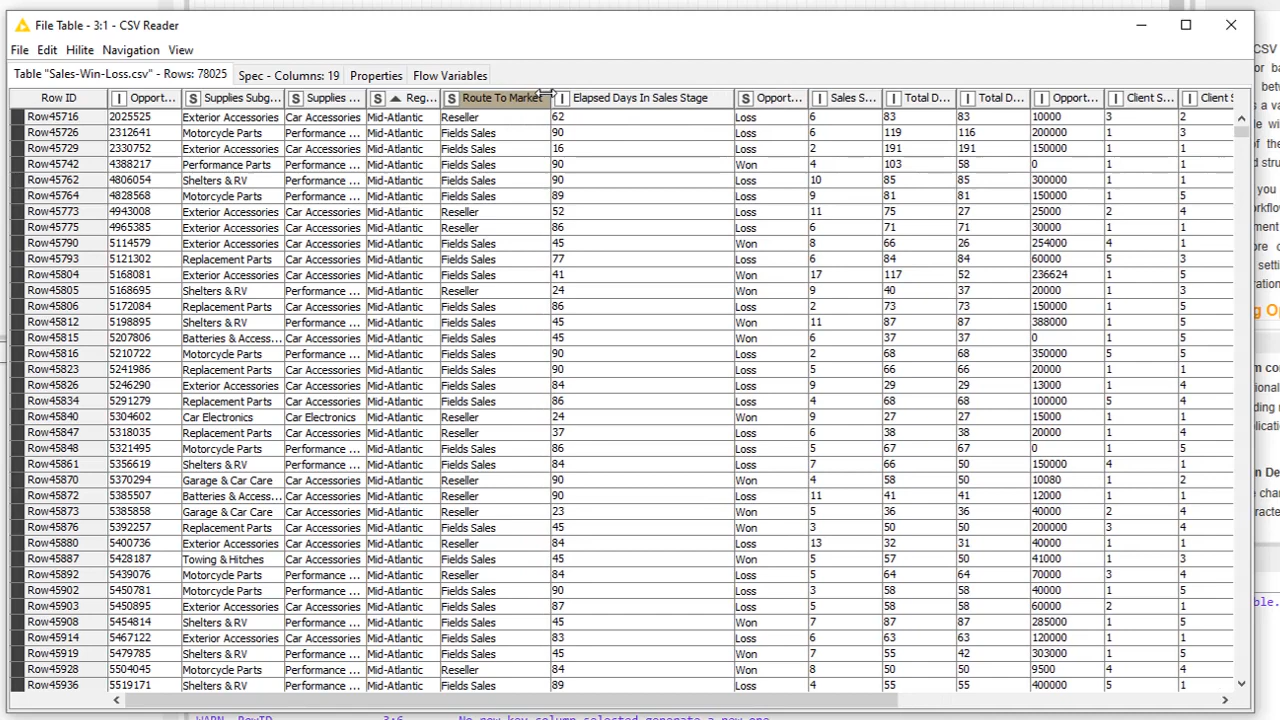 File Table - 3:1 - CSV Reader
File Edit Hilite Navigation View
Table "Sales-Win-Loss.csv" - Rows: 78025 Spec - Columns: 19 Properties Flow Variables
Row ID I Opport... S Supplies Subg... S Supplies ... S Reg... S Route To Market I Elapsed Days In Sales Stage S Opport... I Sales S... I Total D... I Total D... I Opport... I Client S... I Client S
Row45716 2025525 Exterior Accessories Car Accessories Mid-Atlantic Reseller 62 Loss 6 83 83 10000 3 2
Row45726 2312641 Motorcycle Parts Performance ... Mid-Atlantic Fields Sales 90 Loss 6 119 116 200000 1 3
Row45729 2330752 Exterior Accessories Car Accessories Mid-Atlantic Fields Sales 16 Loss 2 191 191 150000 1 1
Row45742 4388217 Performance Parts Performance ... Mid-Atlantic Fields Sales 90 Won 4 103 58 0 1 1
Row45762 4806054 Shelters & RV Performance ... Mid-Atlantic Fields Sales 90 Loss 10 85 85 300000 1 1
Row45764 4828568 Motorcycle Parts Performance ... Mid-Atlantic Fields Sales 89 Loss 9 81 81 150000 1 5
Row45773 4943008 Exterior Accessories Car Accessories Mid-Atlantic Reseller 52 Loss 11 75 27 25000 2 4
Row45775 4965385 Exterior Accessories Car Accessories Mid-Atlantic Reseller 86 Loss 6 71 71 30000 1 1
Row45790 5114579 Exterior Accessories Car Accessories Mid-Atlantic Fields Sales 45 Won 8 66 26 254000 4 1
Row45793 5121302 Replacement Parts Car Accessories Mid-Atlantic Fields Sales 77 Loss 6 84 84 60000 5 3
Row45804 5168081 Exterior Accessories Car Accessories Mid-Atlantic Fields Sales 41 Won 17 117 52 236624 1 5
Row45805 5168695 Shelters & RV Performance ... Mid-Atlantic Reseller 24 Won 9 40 37 20000 1 3
Row45806 5172084 Replacement Parts Car Accessories Mid-Atlantic Fields Sales 86 Loss 2 73 73 150000 1 5
Row45812 5198895 Shelters & RV Performance ... Mid-Atlantic Fields Sales 45 Won 11 87 87 388000 1 5
Row45815 5207806 Batteries & Access... Car Accessories Mid-Atlantic Fields Sales 45 Won 6 37 37 0 1 5
Row45816 5210722 Motorcycle Parts Performance ... Mid-Atlantic Fields Sales 90 Loss 2 68 68 350000 5 5
Row45823 5241986 Replacement Parts Car Accessories Mid-Atlantic Fields Sales 90 Loss 5 66 66 20000 1 1
Row45826 5246290 Exterior Accessories Car Accessories Mid-Atlantic Fields Sales 84 Loss 9 29 29 13000 1 4
Row45834 5291279 Replacement Parts Car Accessories Mid-Atlantic Fields Sales 86 Loss 4 68 68 100000 5 4
Row45840 5304602 Car Electronics Car Electronics Mid-Atlantic Reseller 24 Won 9 27 27 15000 1 1
Row45847 5318035 Replacement Parts Car Accessories Mid-Atlantic Reseller 37 Loss 6 38 38 20000 1 1
Row45848 5321495 Motorcycle Parts Performance ... Mid-Atlantic Fields Sales 86 Loss 5 67 67 0 1 5
Row45861 5356619 Shelters & RV Performance ... Mid-Atlantic Fields Sales 84 Loss 7 66 50 150000 4 1
Row45870 5370294 Garage & Car Care Car Accessories Mid-Atlantic Reseller 90 Won 4 58 50 10080 1 2
Row45872 5385507 Batteries & Access... Car Accessories Mid-Atlantic Reseller 90 Loss 11 41 41 12000 1 1
Row45873 5385858 Garage & Car Care Car Accessories Mid-Atlantic Reseller 23 Won 5 36 36 40000 2 4
Row45876 5392257 Replacement Parts Car Accessories Mid-Atlantic Fields Sales 45 Won 3 50 50 200000 3 4
Row45880 5400736 Exterior Accessories Car Accessories Mid-Atlantic Reseller 84 Loss 13 32 31 40000 1 1
Row45887 5428187 Towing & Hitches Car Accessories Mid-Atlantic Fields Sales 45 Won 5 57 50 41000 1 3
Row45892 5439076 Motorcycle Parts Performance ... Mid-Atlantic Reseller 84 Loss 5 64 64 70000 3 4
Row45902 5450781 Motorcycle Parts Performance ... Mid-Atlantic Reseller 90 Loss 3 58 58 40000 1 5
Row45903 5450895 Exterior Accessories Car Accessories Mid-Atlantic Fields Sales 87 Loss 5 58 58 60000 2 1
Row45908 5454814 Shelters & RV Performance ... Mid-Atlantic Fields Sales 45 Won 7 87 87 285000 1 5
Row45914 5467122 Exterior Accessories Car Accessories Mid-Atlantic Fields Sales 83 Loss 6 63 63 120000 1 1
Row45919 5479785 Shelters & RV Performance ... Mid-Atlantic Fields Sales 45 Won 7 55 42 303000 1 5
Row45928 5504045 Motorcycle Parts Performance ... Mid-Atlantic Reseller 84 Won 8 50 50 9500 4 4
Row45936 5519171 Shelters & RV Performance ... Mid-Atlantic Fields Sales 89 Loss 4 55 55 400000 5 1
WARN RowID 3:6 No new key column selected generate a new one